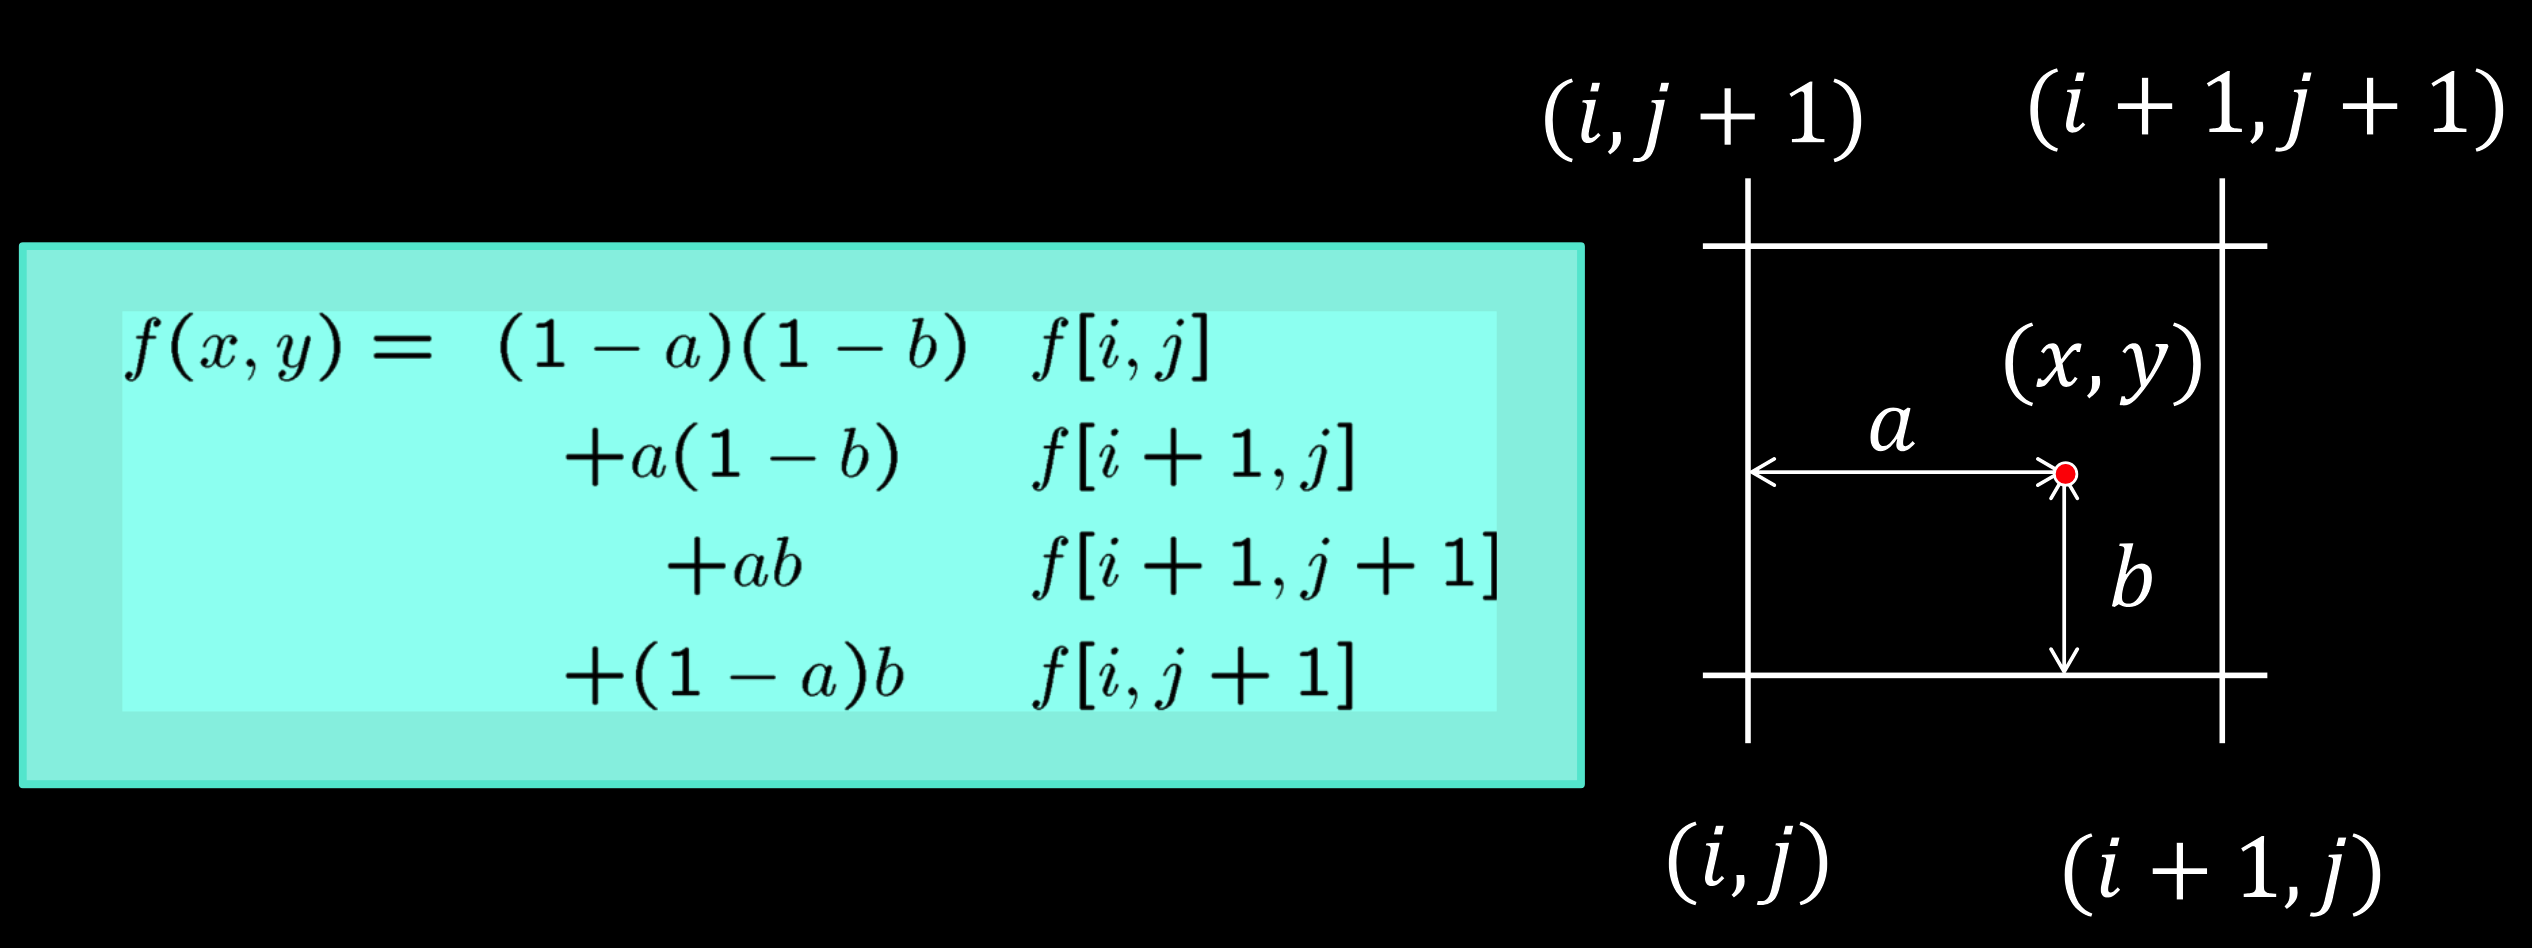 f(x, y) = (1 − a)(1 − b) f[i, j]
+a(1 − b) f[i + 1, j]
+ab f[i + 1, j + 1]
+(1 − a)b f[i, j + 1]
(i, j + 1)
(i + 1, j + 1)
(x, y)
a
b
(i, j)
(i + 1, j)